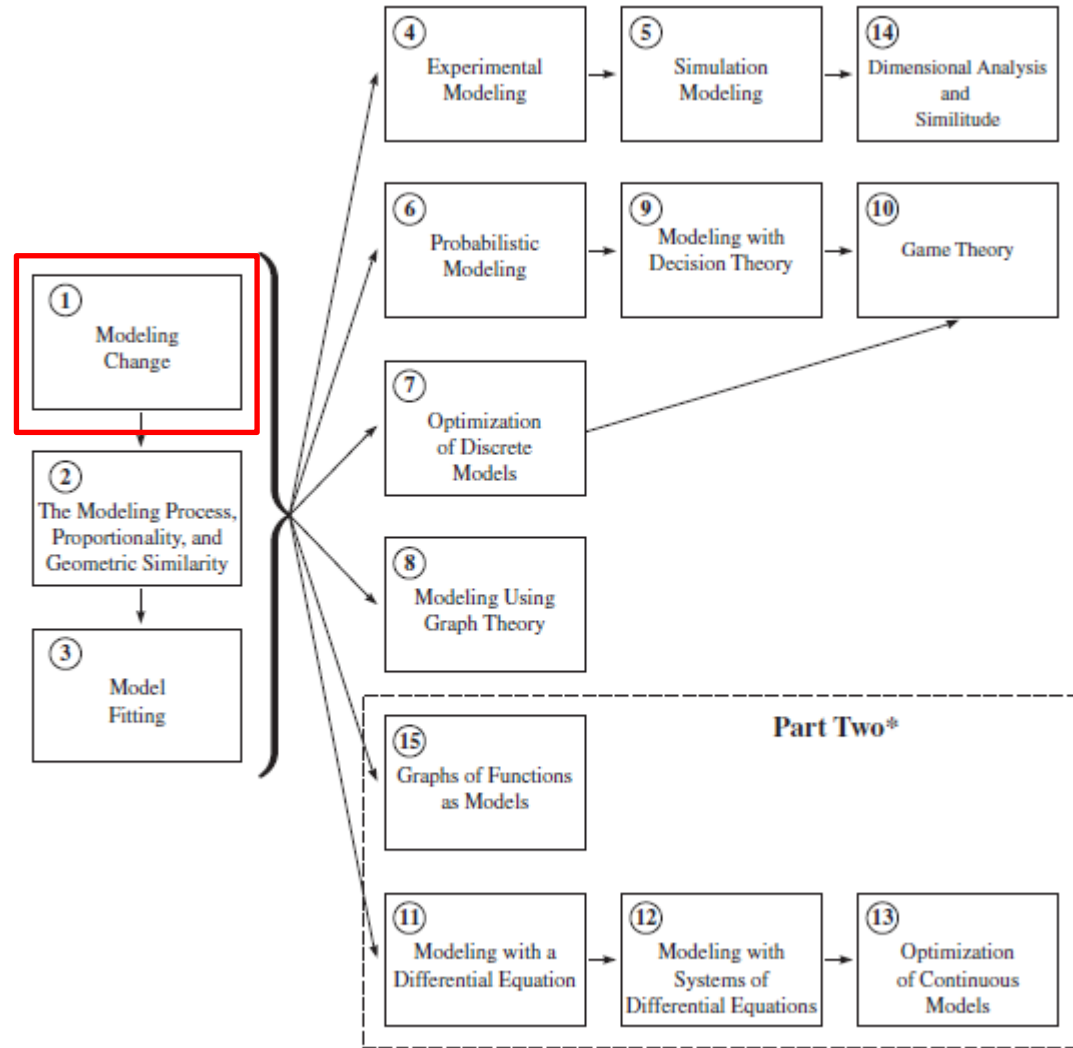 4
Experimental
Modeling
5
Simulation
Modeling
14
Dimensional Analysis
and
Similitude
6
Probabilistic
Modeling
9
Modeling with
Decision Theory
10
Game Theory
1
Modeling
Change
7
Optimization
of Discrete
Models
2
The Modeling Process,
Proportionality, and
Geometric Similarity
8
Modeling Using
Graph Theory
3
Model
Fitting
Part Two*
15
Graphs of Functions
as Models
11
Modeling with a
Differential Equation
12
Modeling with
Systems of
Differential Equations
13
Optimization
of Continuous
Models